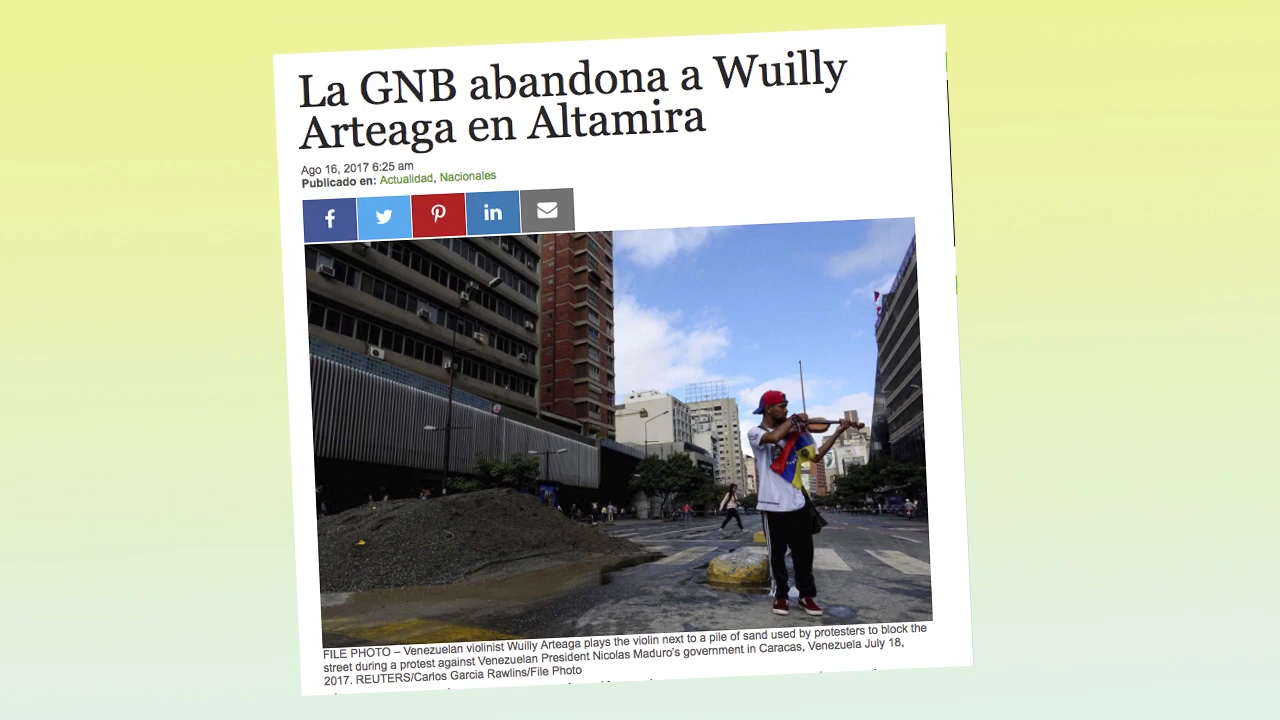 La GNB abandona a Wuilly
Arteaga en Altamira
Ago 16, 2017 6:25 am
Publicado en: Actualidad, Nacionales
f
in
FILE PHOTO – Venezuelan violinist Wuilly Arteaga plays the violin next to a pile of sand used by protesters to block the
street during a protest against Venezuelan President Nicolas Maduro's government in Caracas, Venezuela July 18,
2017. REUTERS/Carlos Garcia Rawlins/File Photo